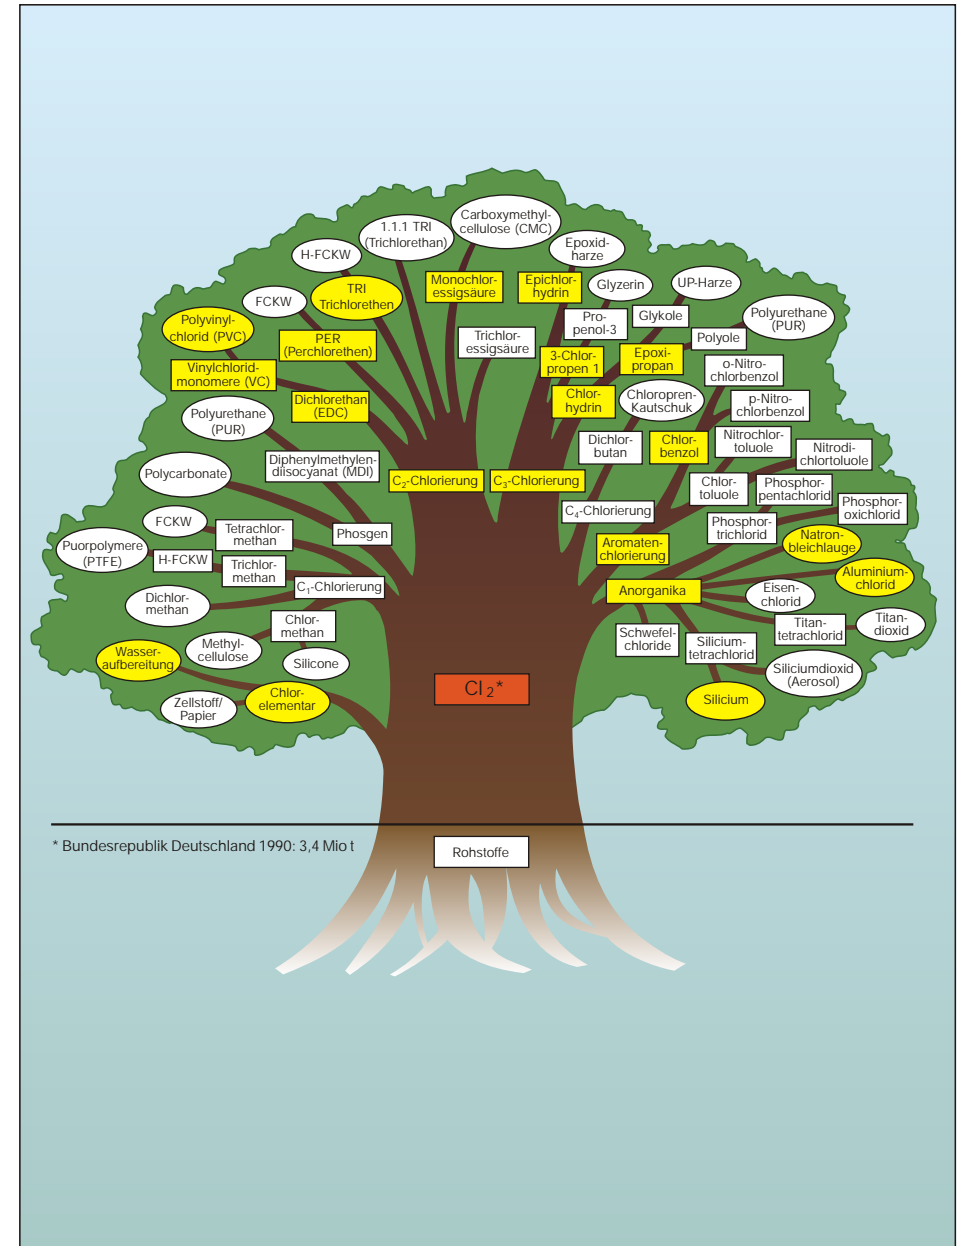 Carboxymethyl-
cellulose (CMC)
1.1.1 TRI
(Trichlorethan)
Epoxid-
harze
H-FCKW
TRI
Trichlorethen
Monochlor-
essigsäure
Epichlor-
hydrin
Glyzerin
UP-Harze
FCKW
Polyvinyl-
chlorid (PVC)
PER
(Perchlorethen)
Trichlor-
essigsäure
Pro-
penol-3
Glykole
Polyurethane
(PUR)
Polyole
Vinylchlorid-
monomere (VC)
3-Chlor-
propen 1
Epoxi-
propan
o-Nitro-
chlorbenzol
Dichlorethan
(EDC)
Chlor-
hydrin
Chloropren-
Kautschuk
p-Nitro-
chlorbenzol
Polyurethane
(PUR)
Dichlor-
butan
Chlor-
benzol
Nitrochlor-
toluole
Nitrodi-
chlortoluole
Polycarbonate
Diphenylmethylen-
diisocyanat (MDI)
C2-Chlorierung
C3-Chlorierung
Chlor-
toluole
Phosphor-
pentachlorid
Phosphor-
oxichlorid
FCKW
Tetrachlor-
methan
Phosgen
C4-Chlorierung
Phosphor-
trichlorid
Natron-
bleichlauge
Puorpolymere
(PTFE)
H-FCKW
Trichlor-
methan
C1-Chlorierung
Aromaten-
chlorierung
Aluminium-
chlorid
Anorganika
Eisen-
chlorid
Dichlor-
methan
Chlor-
methan
Schwefel-
chloride
Silicium-
tetrachlorid
Titan-
tetrachlorid
Titan-
dioxid
Methyl-
cellulose
Silicone
Wasser-
aufbereitung
Siliciumdioxid
(Aerosol)
Zellstoff/
Papier
Chlor-
elementar
Cl2*
Silicium
* Bundesrepublik Deutschland 1990: 3,4 Mio t
Rohstoffe